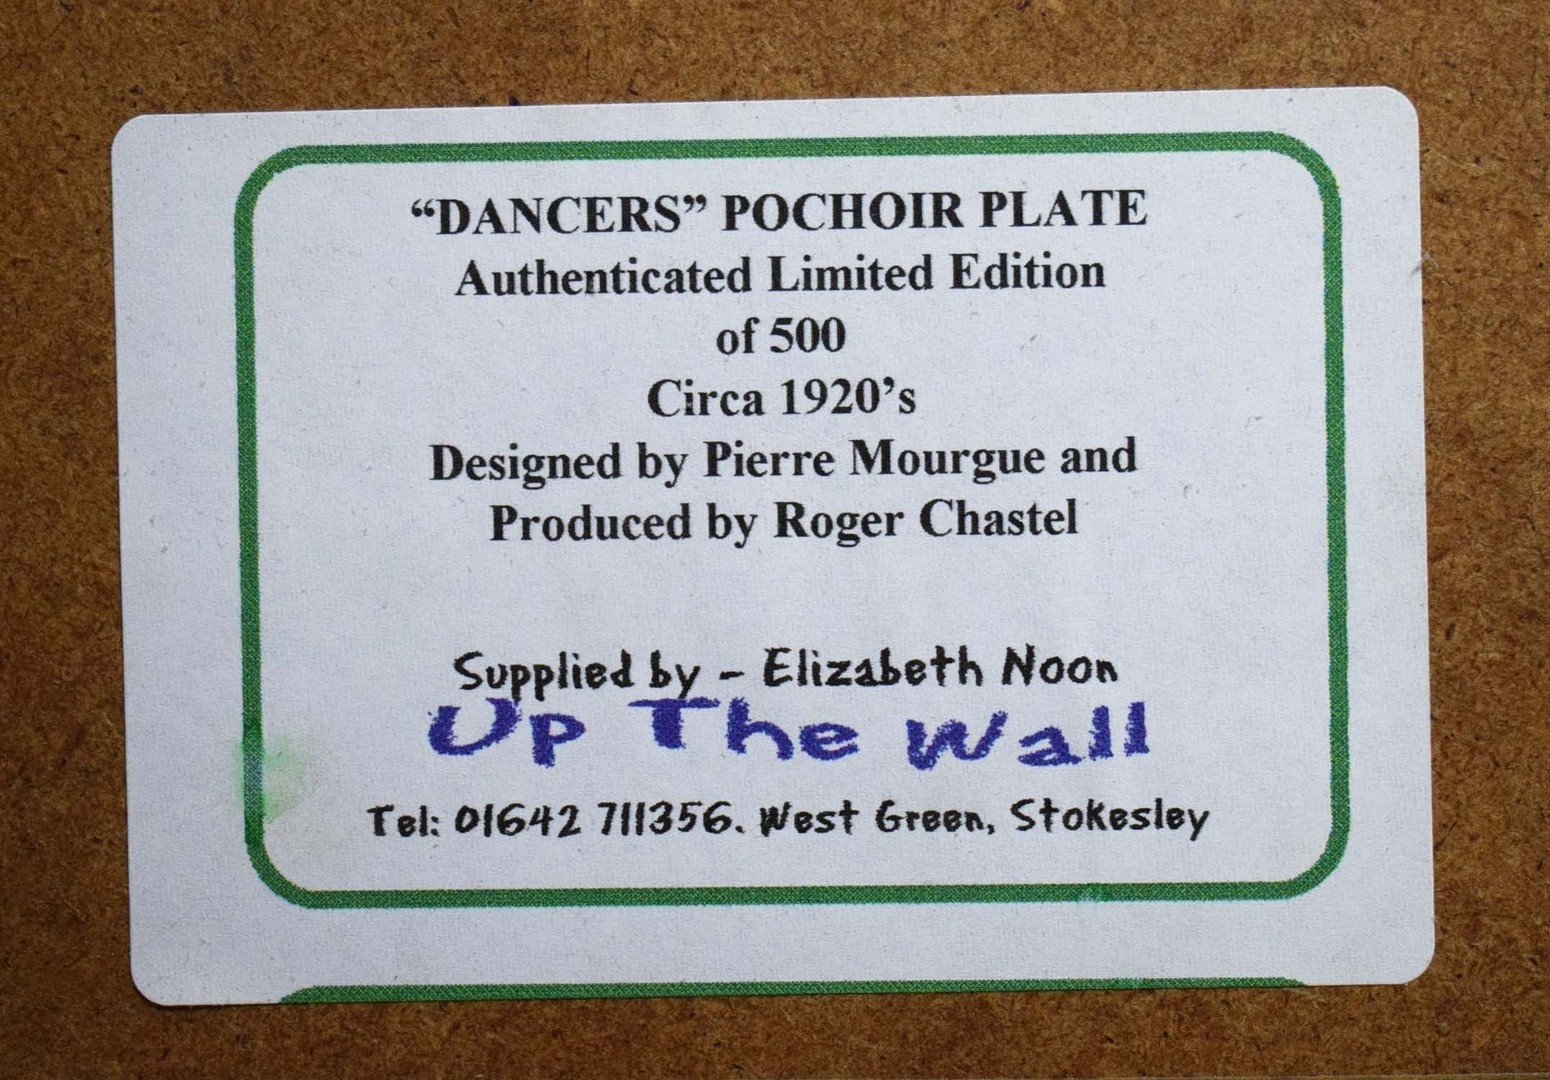 “DANCERS” POCHOIR PLATE
Authenticated Limited Edition
of 500
Circa 1920’s
Designed by Pierre Mourgue and
Produced by Roger Chastel
Supplied by - Elizabeth Noon
Up The Wall
Tel: 01642 711356. West Green, Stokesley